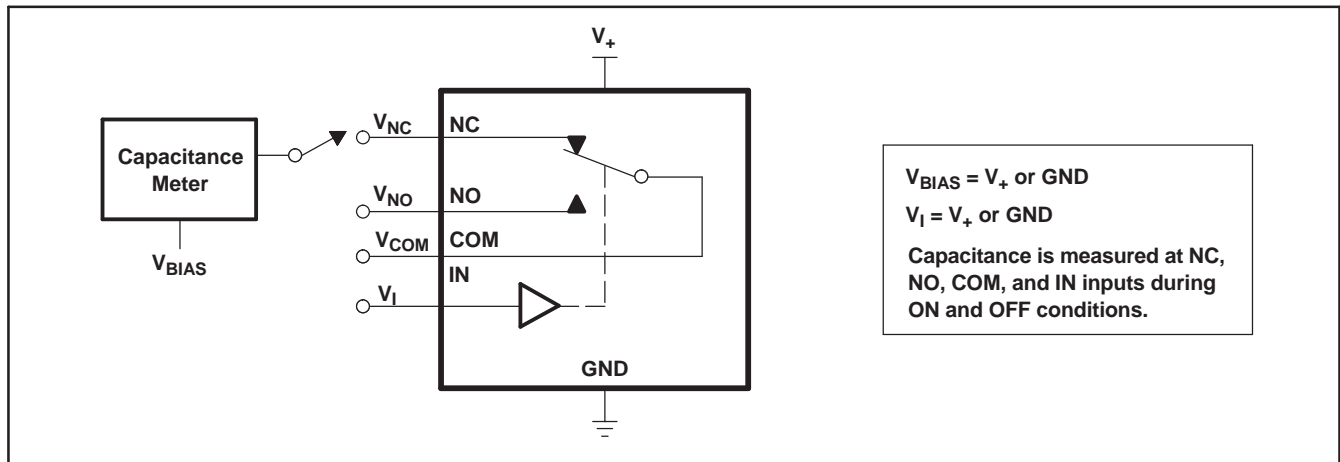 V+
Capacitance
Meter
VBIAS
VNC
NC
VNO
NO
VCOM
COM
IN
VI
GND
VBIAS = V+ or GND
VI = V+ or GND
Capacitance is measured at NC,
NO, COM, and IN inputs during
ON and OFF conditions.